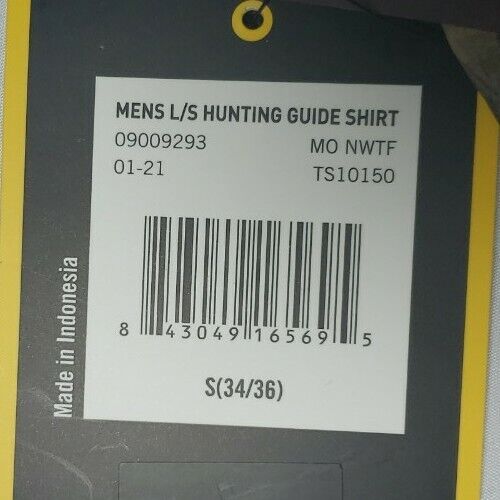 MENS L/S HUNTING GUIDE SHIRT
09009293 MO NWTF
01-21 TS10150
8 43049 16569 5
S(34/36)
Made in Indonesia